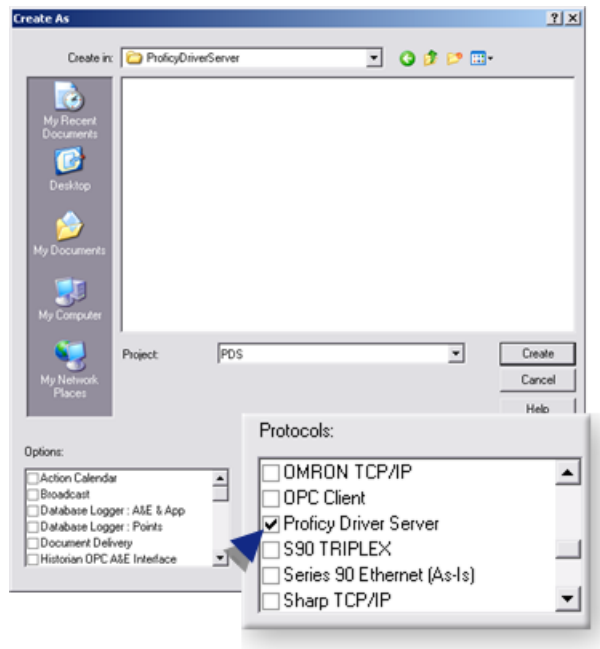 Create As
Create in: ProficyDriverServer
My Recent
Documents
Desktop
My Documents
My Computer
My Network
Places
Project: PDS
Create
Cancel
Help
Options:
Action Calendar
Broadcast
Database Logger : A&E & App
Database Logger : Points
Document Delivery
Historian OPC A&E Interface
Protocols:
OMRON TCP/IP
OPC Client
Proficy Driver Server
S90 TRIPLEX
Series 90 Ethernet (As-Is)
Sharp TCP/IP